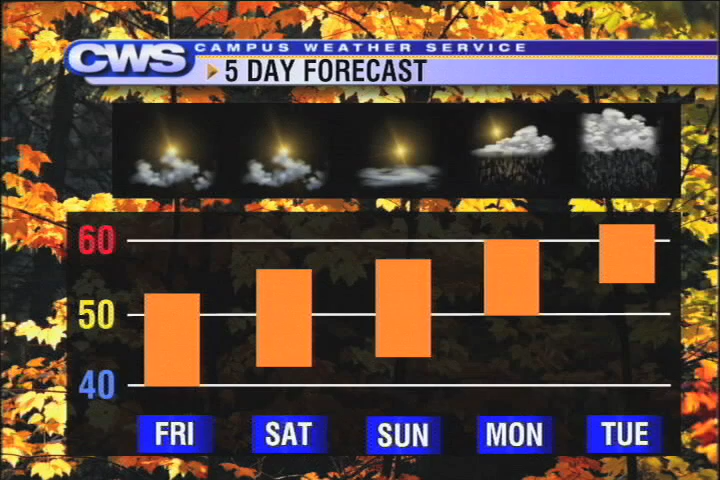 CWS CAMPUS WEATHER SERVICE
5 DAY FORECAST
60
50
40
FRI SAT SUN MON TUE